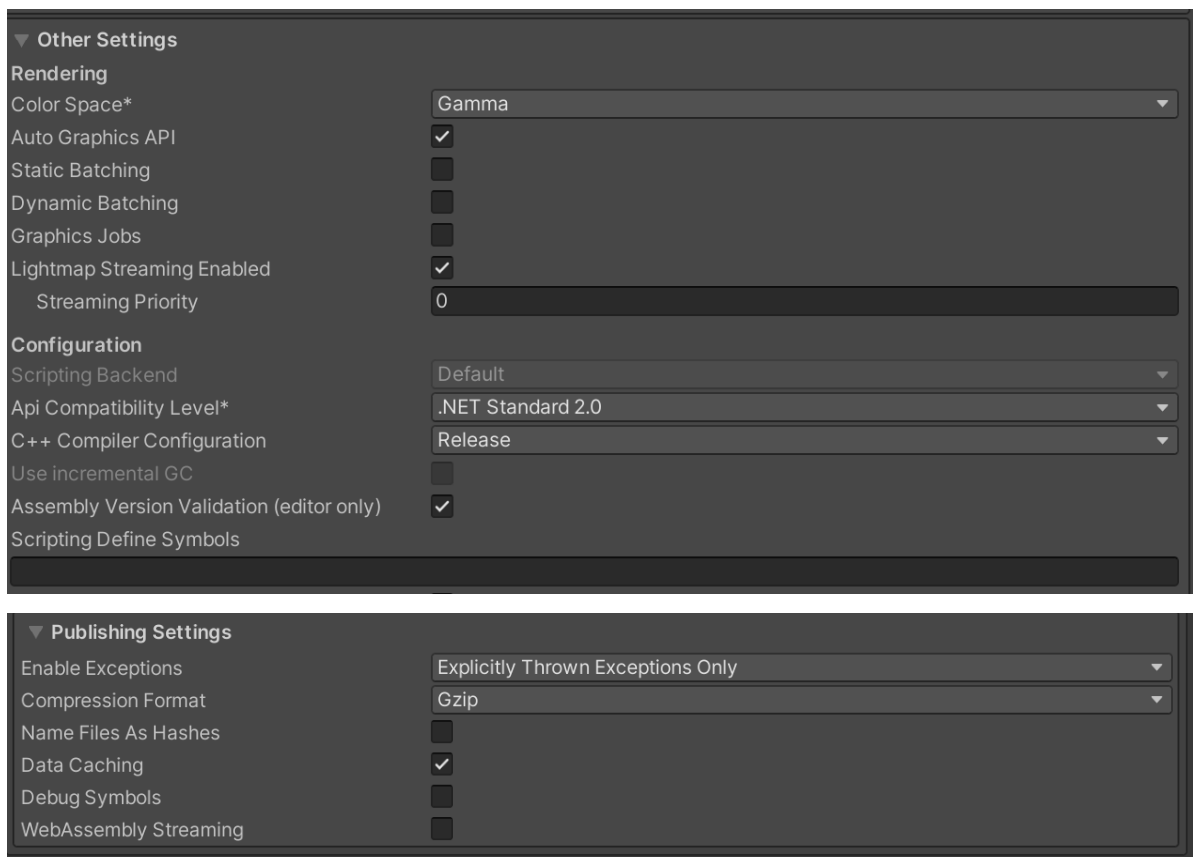 Other Settings
Rendering
Color Space* Gamma
Auto Graphics API
Static Batching
Dynamic Batching
Graphics Jobs
Lightmap Streaming Enabled
Streaming Priority 0
Configuration
Scripting Backend Default
Api Compatibility Level* .NET Standard 2.0
C++ Compiler Configuration Release
Use incremental GC
Assembly Version Validation (editor only)
Scripting Define Symbols
Publishing Settings
Enable Exceptions Explicitly Thrown Exceptions Only
Compression Format Gzip
Name Files As Hashes
Data Caching
Debug Symbols
WebAssembly Streaming